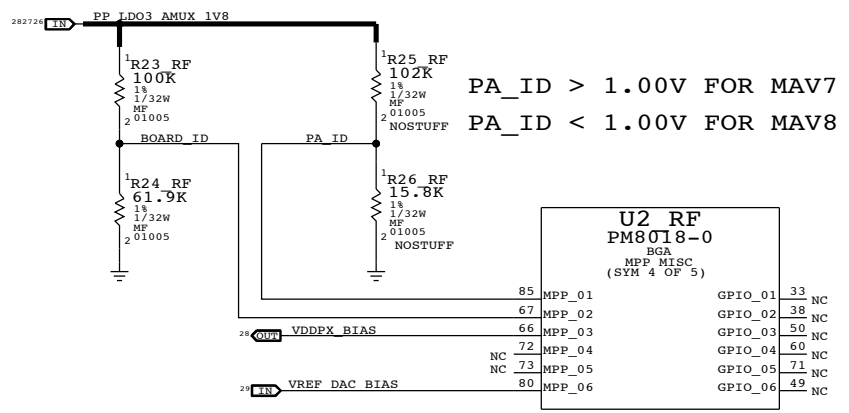 282726 IN PP_LDO3_AMUX_1V8
1 R23_RF
100K
1%
1/32W
MF
2 01005
1 R25_RF
102K
1%
1/32W
MF
2 01005
NOSTUFF
PA_ID > 1.00V FOR MAV7
PA_ID < 1.00V FOR MAV8
BOARD_ID
PA_ID
1 R24_RF
61.9K
1%
1/32W
MF
2 01005
1 R26_RF
15.8K
1%
1/32W
MF
2 01005
NOSTUFF
U2_RF
PM8018-0
BGA
MPP_MISC
(SYM 4 OF 5)
85 MPP_01 GPIO_01 33 NC
67 MPP_02 GPIO_02 38 NC
28 OUT VDDPX_BIAS 66 MPP_03 GPIO_03 50 NC
NC 72 MPP_04 GPIO_04 60 NC
NC 73 MPP_05 GPIO_05 71 NC
29 IN VREF_DAC_BIAS 80 MPP_06 GPIO_06 49 NC